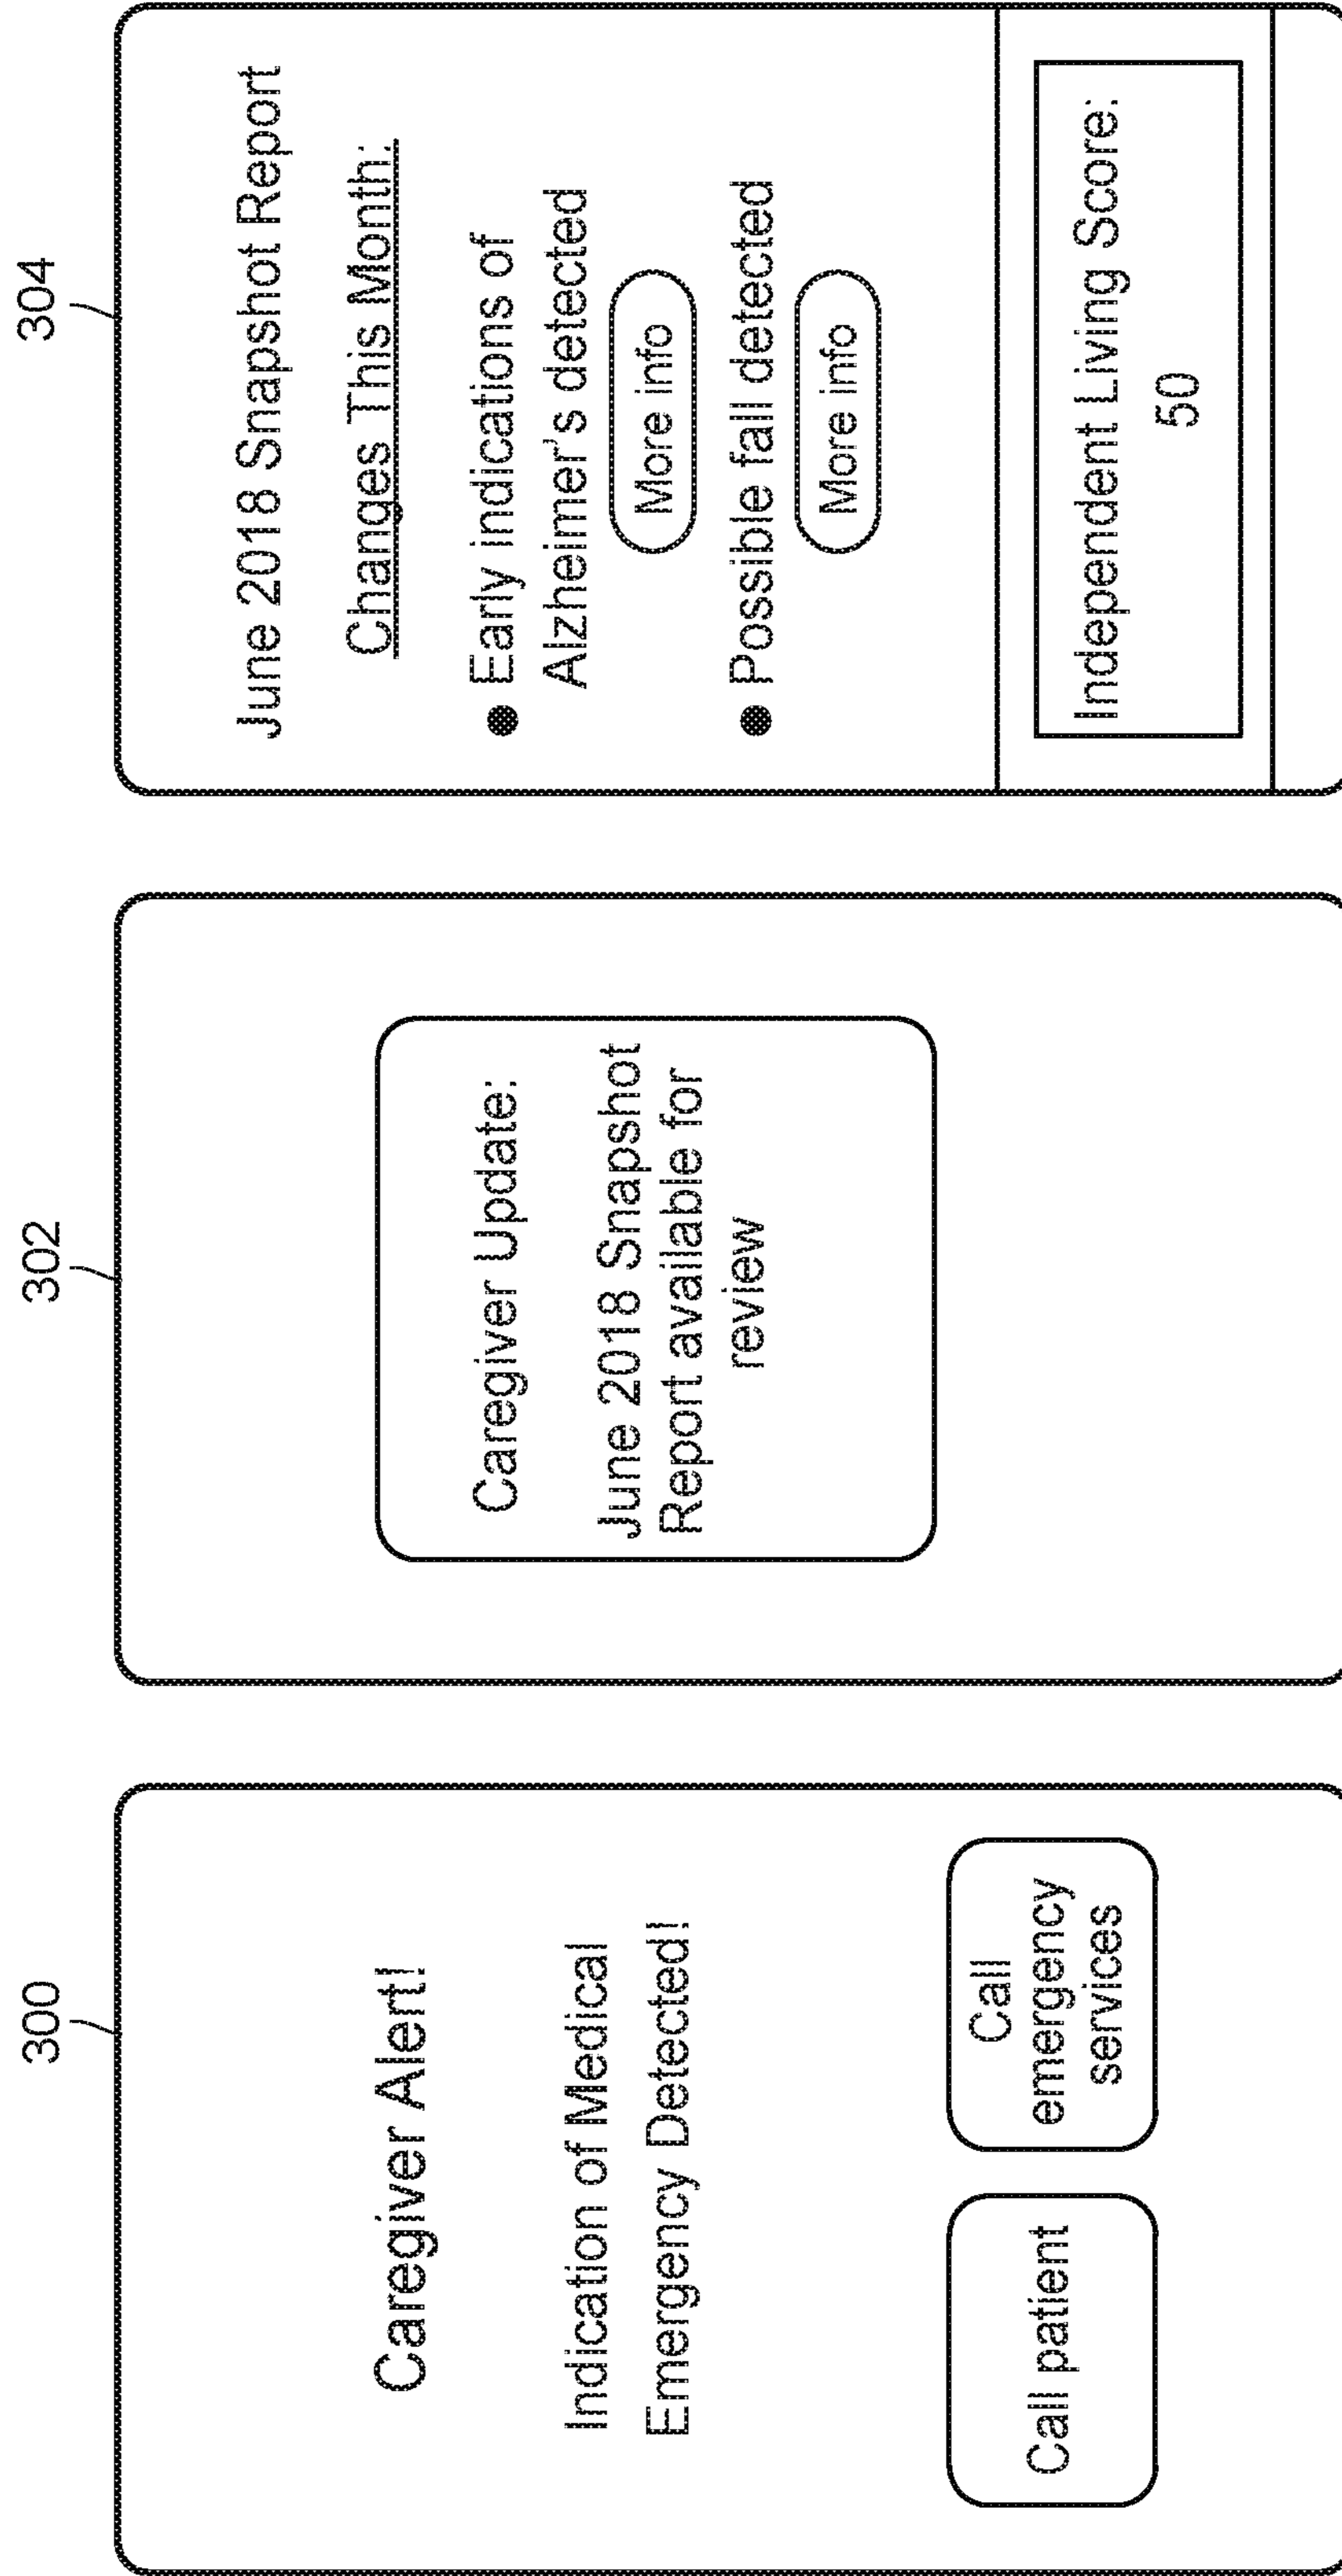 300
Caregiver Alert!
Indication of Medical
Emergency Detected!
Call patient
Call
emergency
services
302
Caregiver Update:
June 2018 Snapshot
Report available for
review
304
June 2018 Snapshot Report
Changes This Month:
● Early indications of
Alzheimer's detected
More info
● Possible fall detected
More info
Independent Living Score:
50